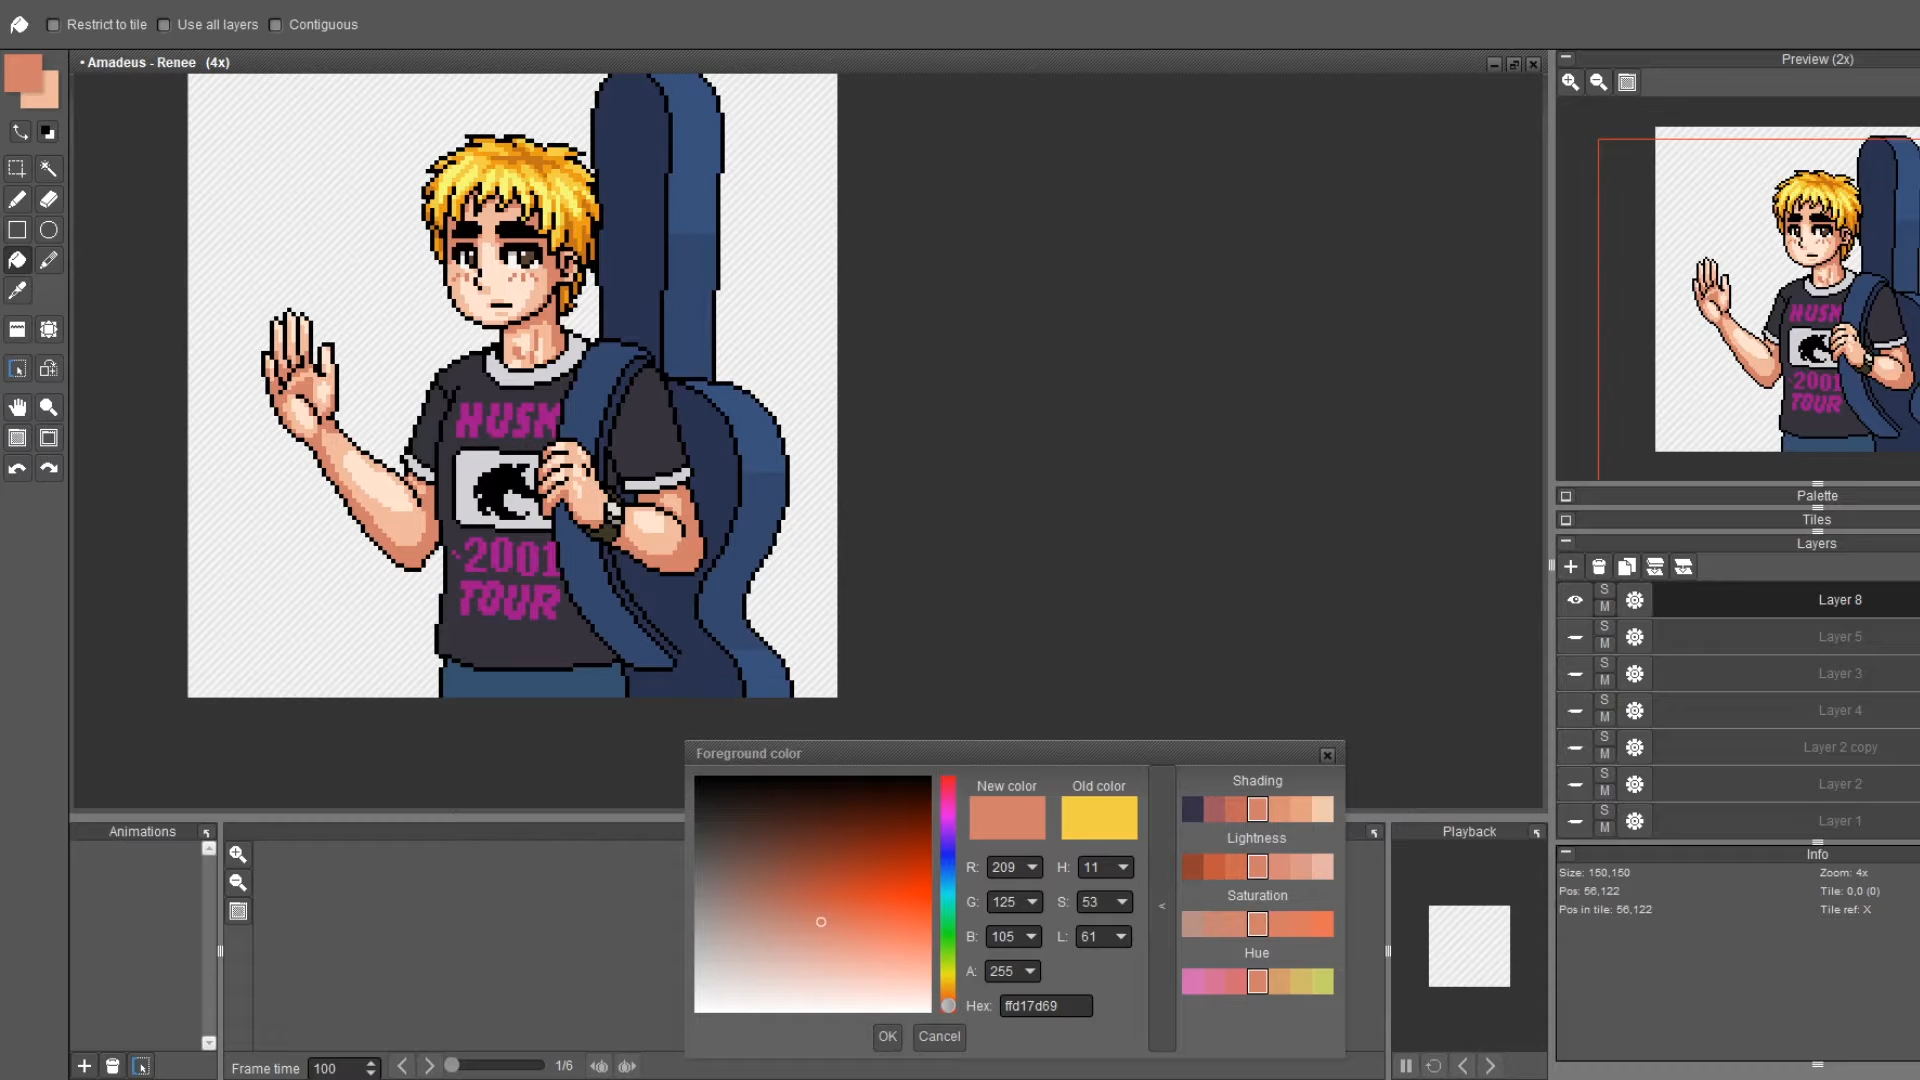 Restrict to tile Use all layers Contiguous
• Amadeus - Renee (4x)
Preview (2x)
HUSK
2001
TOUR
HUSK
2001
TOUR
Palette
Tiles
Layers
S
M
Layer 8
S
M
Layer 5
S
M
Layer 3
S
M
Layer 4
S
M
Layer 2 copy
S
M
Layer 2
S
M
Layer 1
Foreground color
New color Old color
R: 209 H: 11
G: 125 S: 53
B: 105 L: 61
A: 255
Hex: ffd17d69
OK Cancel
<
Shading
Lightness
Saturation
Hue
Animations
Frame time 100
1/6
Playback
Info
Size: 150,150 Zoom: 4x
Pos: 56,122 Tile: 0,0 (0)
Pos in tile: 56,122 Tile ref: X